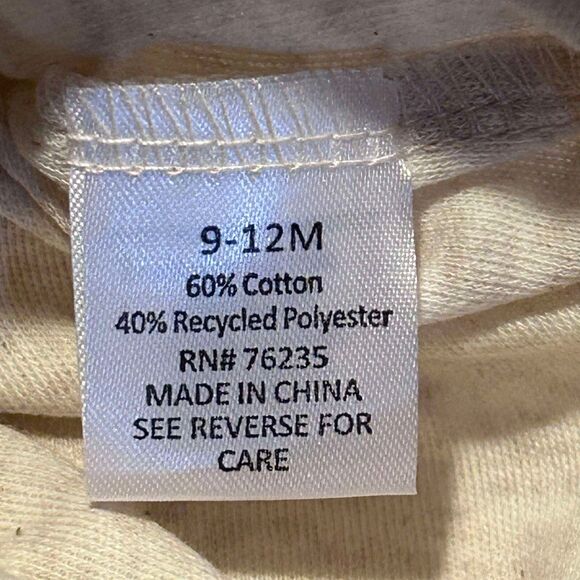 9-12M
60% Cotton
40% Recycled Polyester
RN# 76235
MADE IN CHINA
SEE REVERSE FOR
CARE